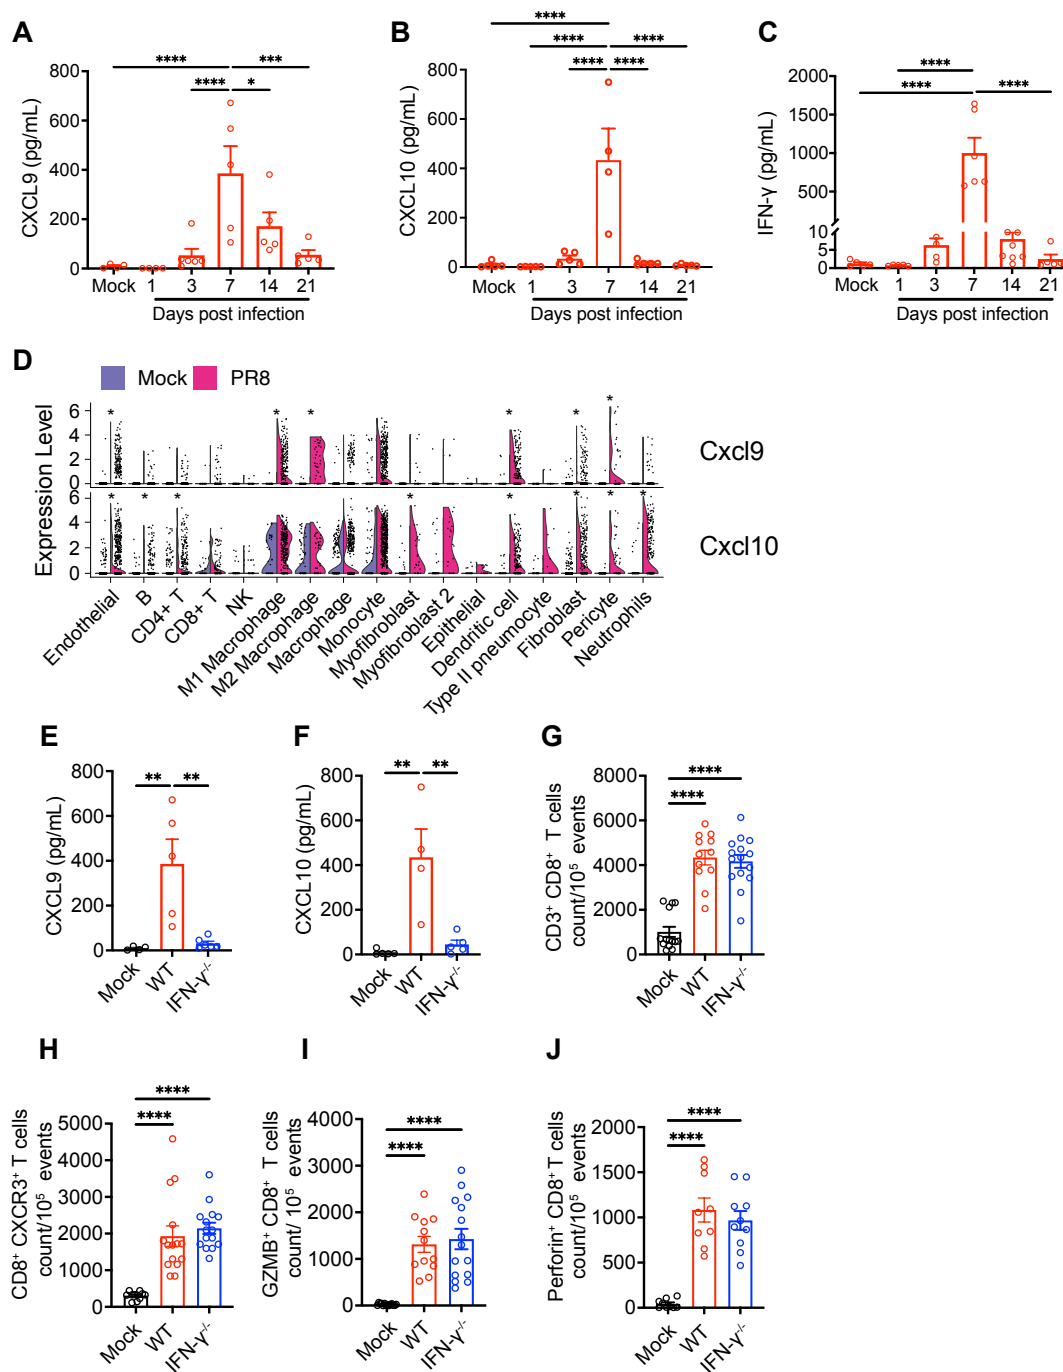 A
B
C
CXCL9 (pg/mL)
800
600
400
200
0
****
***
****
*
Mock 1 3 7 14 21
Days post infection
CXCL10 (pg/mL)
800
600
400
200
0
****
****
****
****
****
Mock 1 3 7 14 21
Days post infection
IFN-γ (pg/mL)
2000
1500
1000
500
10
5
0
****
****
****
Mock 1 3 7 14 21
Days post infection
D
Mock PR8
Expression Level
6
4
2
0
* * * * * *
Cxcl9
6
4
2
0
* * * * * * * *
Cxcl10
Endothelial
B
CD4+ T
CD8+ T
NK
M1 Macrophage
M2 Macrophage
Macrophage
Monocyte
Myofibroblast
Myofibroblast 2
Epithelial
Dendritic cell
Type II pneumocyte
Fibroblast
Pericyte
Neutrophils
E
F
G
CXCL9 (pg/mL)
800
600
400
200
0
** **
Mock
WT
IFN-γ⁻/⁻
CXCL10 (pg/mL)
800
600
400
200
0
** **
Mock
WT
IFN-γ⁻/⁻
CD3⁺ CD8⁺ T cells
count/10⁵ events
8000
6000
4000
2000
0
****
****
Mock
WT
IFN-γ⁻/⁻
H
I
J
CD8⁺ CXCR3⁺ T cells
count/10⁵ events
5000
4000
3000
2000
1000
0
****
****
Mock
WT
IFN-γ⁻/⁻
GZMB⁺ CD8⁺ T cells
count/ 10⁵ events
4000
3000
2000
1000
0
****
****
Mock
WT
IFN-γ⁻/⁻
Perforin⁺ CD8⁺ T cells
count/10⁵ events
2000
1500
1000
500
0
****
****
Mock
WT
IFN-γ⁻/⁻